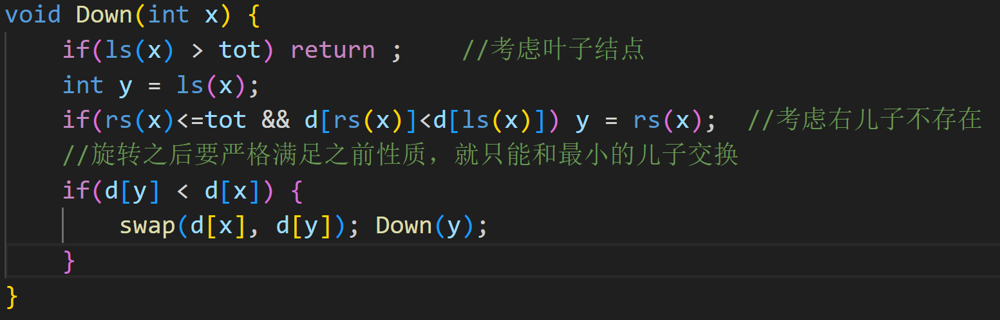 void Down(int x) {
    if(ls(x) > tot) return ;    //考虑叶子结点
    int y = ls(x);
    if(rs(x)<=tot && d[rs(x)]<d[ls(x)]) y = rs(x);  //考虑右儿子不存在
    //旋转之后要严格满足之前性质，就只能和最小的儿子交换
    if(d[y] < d[x]) {
        swap(d[x], d[y]); Down(y);
    }
}